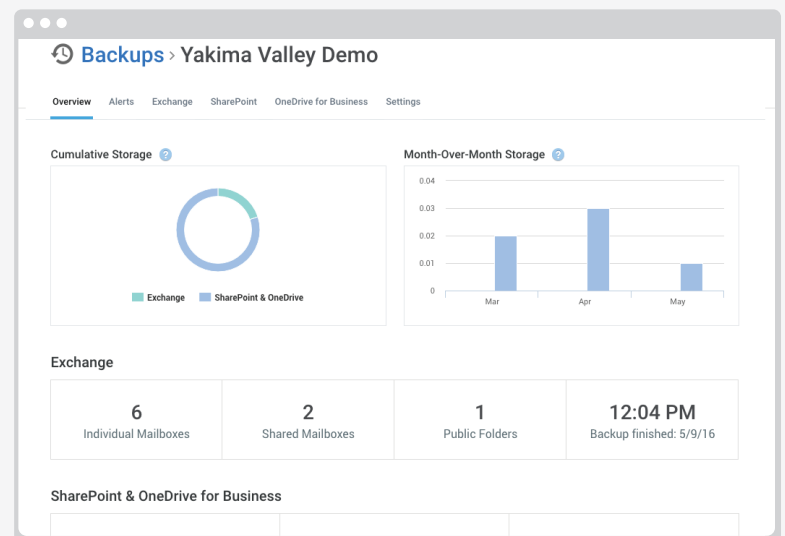 Backups › Yakima Valley Demo
Overview Alerts Exchange SharePoint OneDrive for Business Settings
Cumulative Storage ?
Exchange SharePoint & OneDrive
Month-Over-Month Storage ?
0.04
0.03
0.02
0.01
0
Mar Apr May
Exchange
6
Individual Mailboxes
2
Shared Mailboxes
1
Public Folders
12:04 PM
Backup finished: 5/9/16
SharePoint & OneDrive for Business